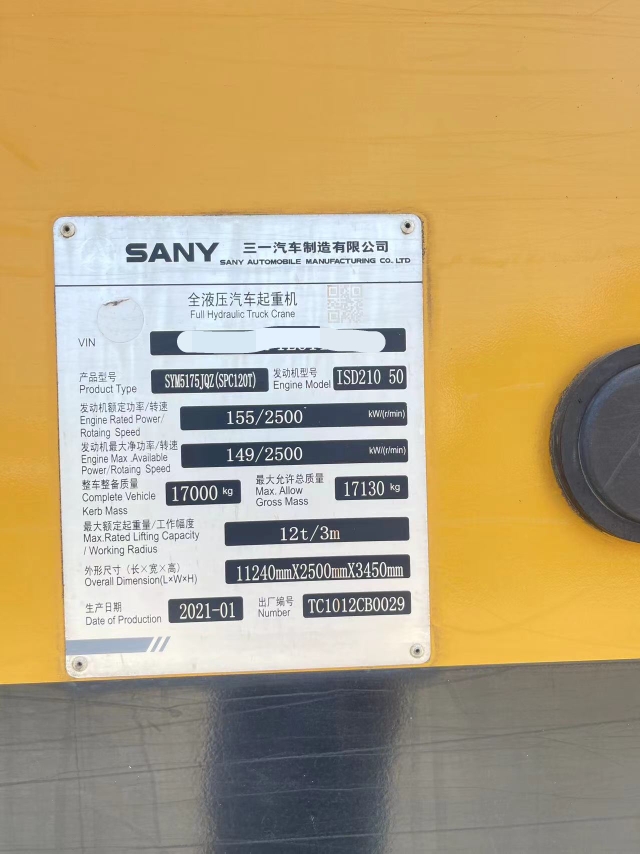 SANY 三一汽车制造有限公司
SANY AUTOMOBILE MANUFACTURING CO.,LTD
全液压汽车起重机
Full Hydraulic Truck Crane
VIN
产品型号 SYM5175JQZ(SPC120T) 发动机型号 ISD210 50
Product Type Engine Model
发动机额定功率/转速
Engine Rated Power/ 155/2500 kW/(r/min)
Rotaing Speed
发动机最大净功率/转速
Engine Max .Available 149/2500 kW/(r/min)
Power/Rotaing Speed
整车整备质量 最大允许总质量
Complete Vehicle 17000 kg Max. Allow 17130 kg
Kerb Mass Gross Mass
最大额定起重量/工作幅度
Max.Rated Lifting Capacity 12t/3m
/ Working Radius
外形尺寸（长×宽×高） 11240mmX2500mmX3450mm
Overall Dimension(L×W×H)
生产日期 2021-01 出厂编号 TC1012CB0029
Date of Production Number